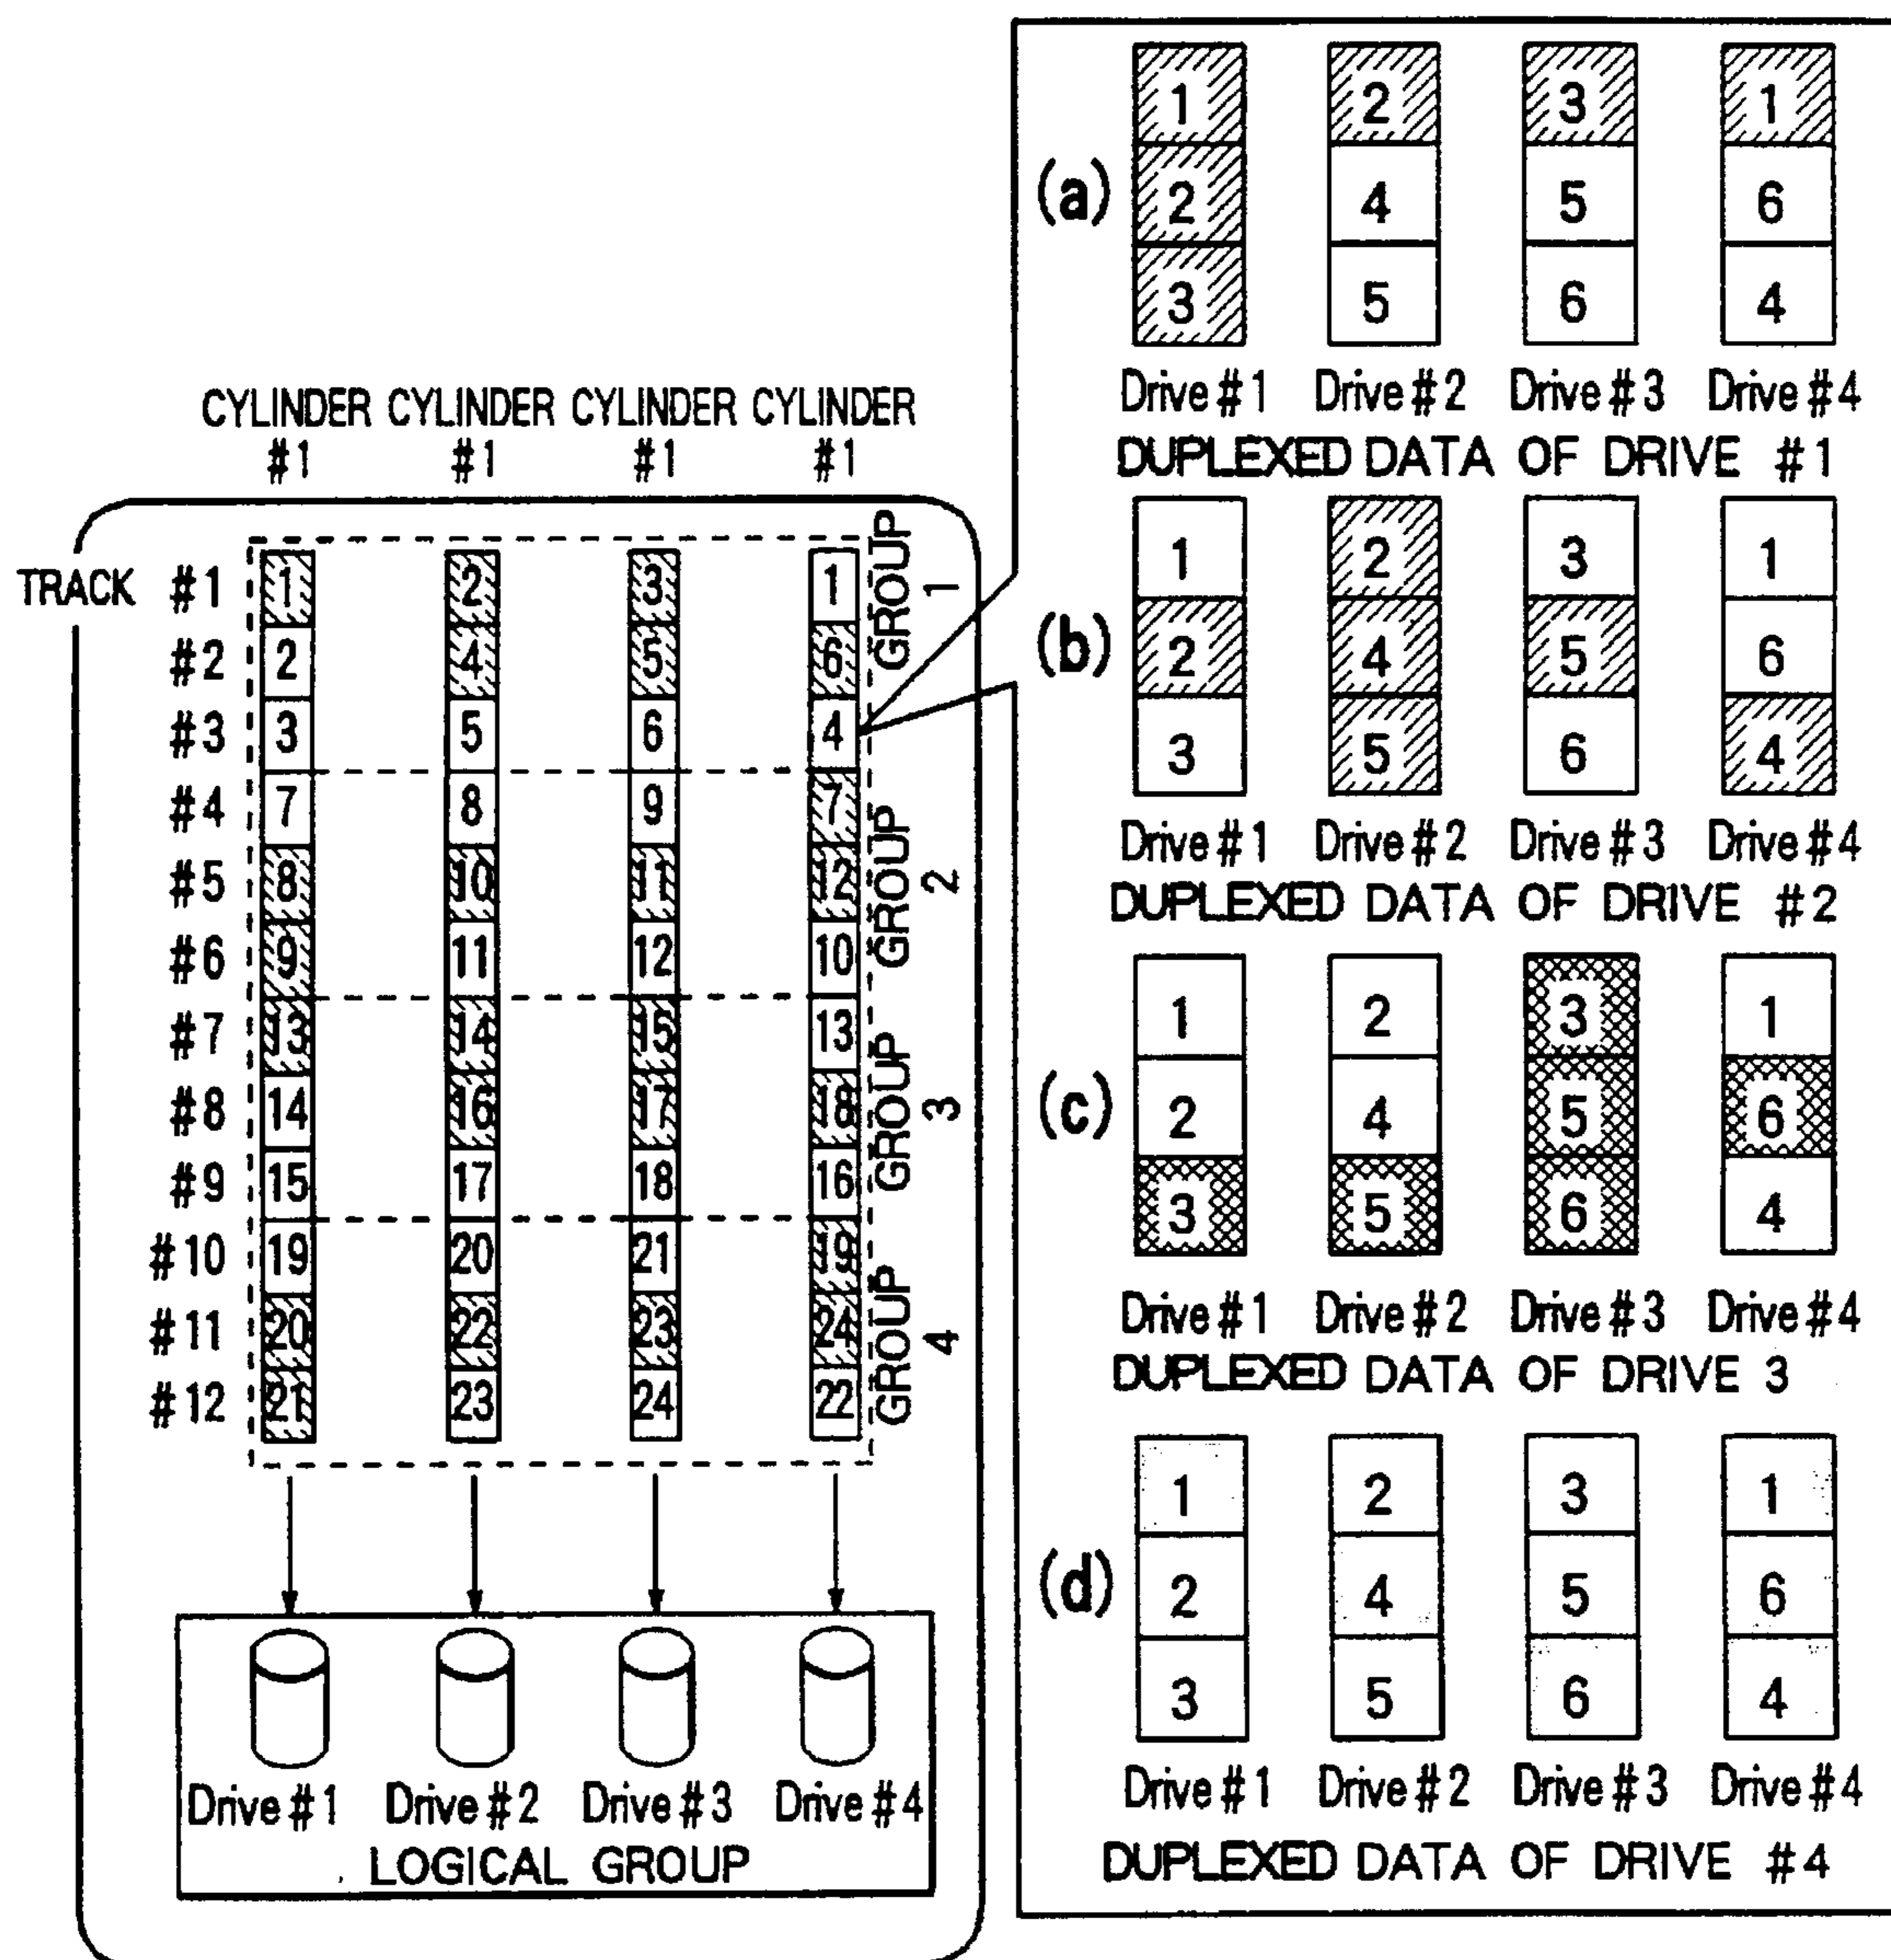 CYLINDER CYLINDER CYLINDER CYLINDER
#1 #1 #1 #1
TRACK #1 1 2 3 1
#2 2 4 5 6
#3 3 5 6 4
GROUP 1
#4 7 8 9 7
#5 8 10 11 12
#6 9 11 12 10
GROUP 2
#7 13 14 15 13
#8 14 16 17 18
#9 15 17 18 16
GROUP 3
#10 19 20 21 19
#11 20 22 23 24
#12 21 23 24 22
GROUP 4
Drive #1 Drive #2 Drive #3 Drive #4
LOGICAL GROUP
(a)
1 2 3 1
2 4 5 6
3 5 6 4
Drive #1 Drive #2 Drive #3 Drive #4
DUPLEXED DATA OF DRIVE #1
(b)
1 2 3 1
2 4 5 6
3 5 6 4
Drive #1 Drive #2 Drive #3 Drive #4
DUPLEXED DATA OF DRIVE #2
(c)
1 2 3 1
2 4 5 6
3 5 6 4
Drive #1 Drive #2 Drive #3 Drive #4
DUPLEXED DATA OF DRIVE 3
(d)
1 2 3 1
2 4 5 6
3 5 6 4
Drive #1 Drive #2 Drive #3 Drive #4
DUPLEXED DATA OF DRIVE #4